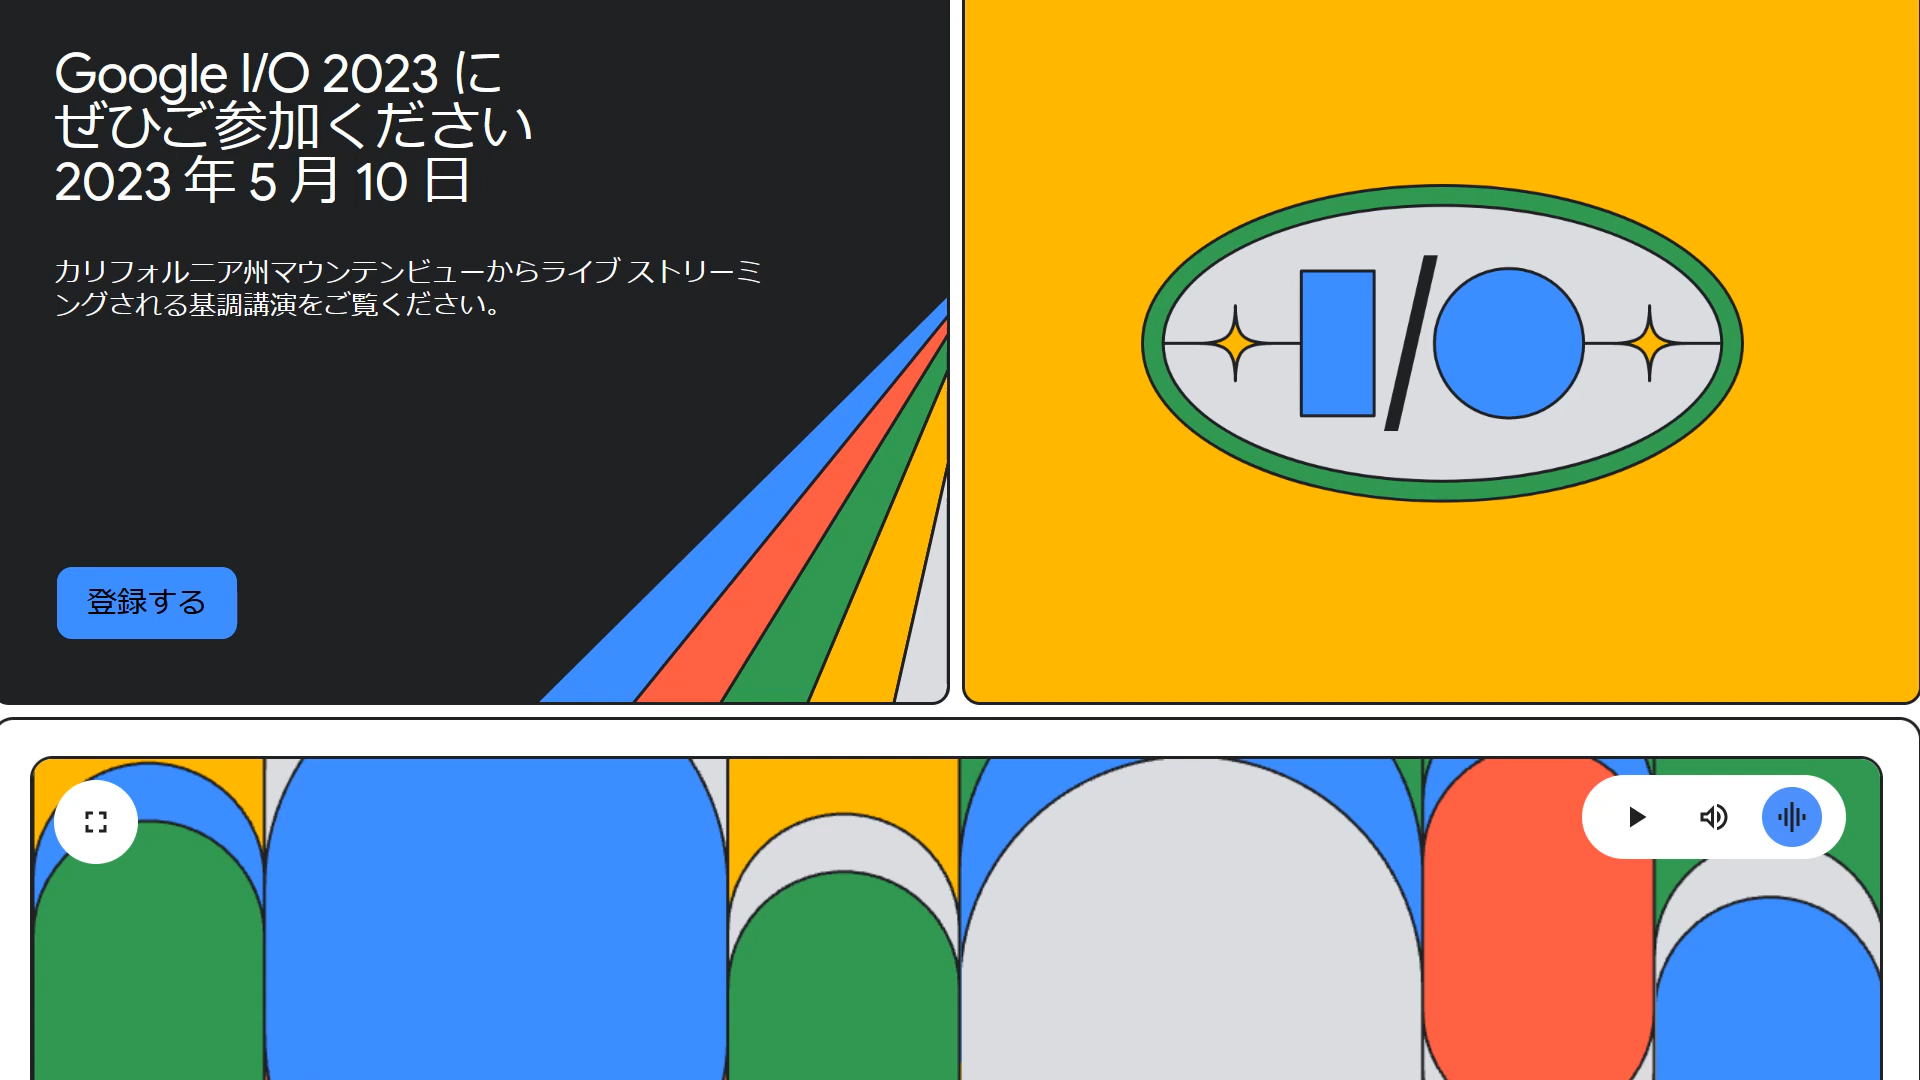 Google I/O 2023 に
ぜひご参加ください
2023 年 5 月 10 日
カリフォルニア州マウンテンビューからライブ ストリーミ
ングされる基調講演をご覧ください。
登録する
I/O